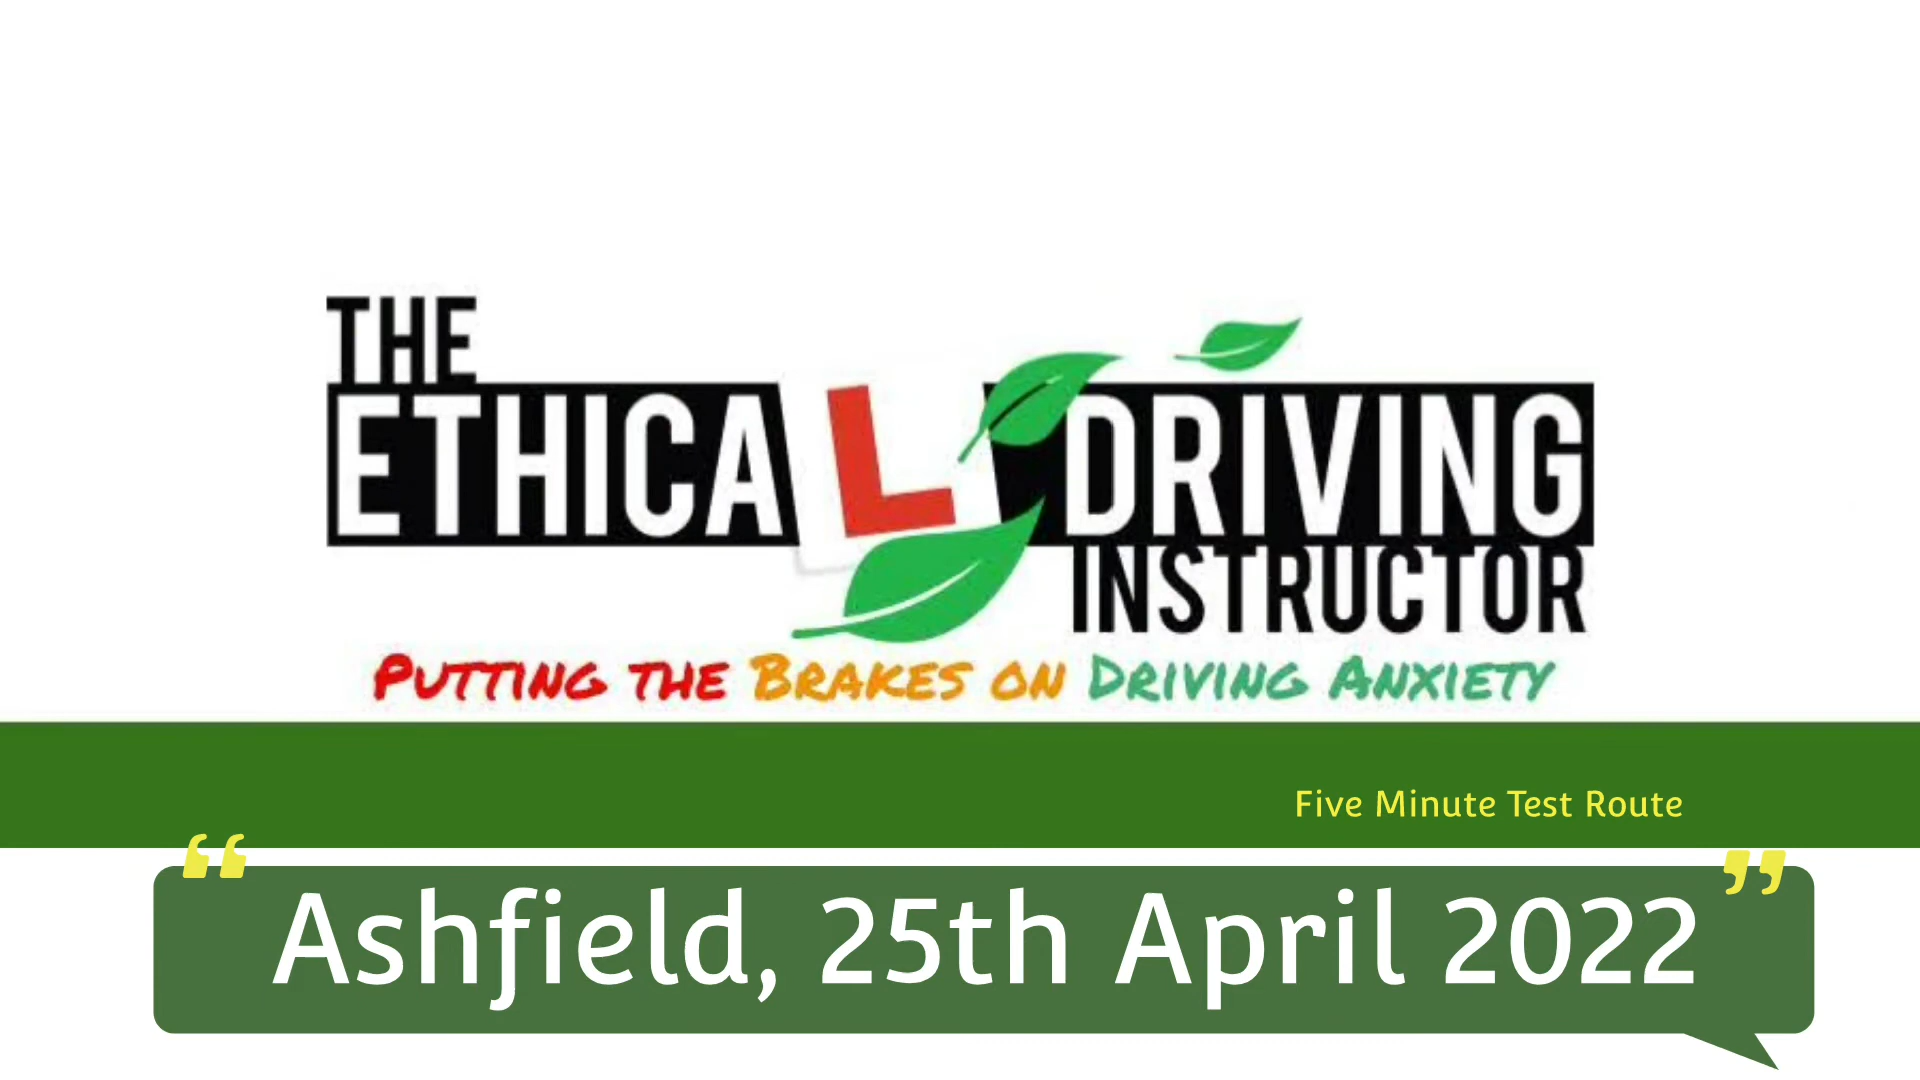 THE
ETHICAL DRIVING
INSTRUCTOR
PUTTING THE BRAKES ON DRIVING ANXIETY
Five Minute Test Route
“Ashfield, 25th April 2022”